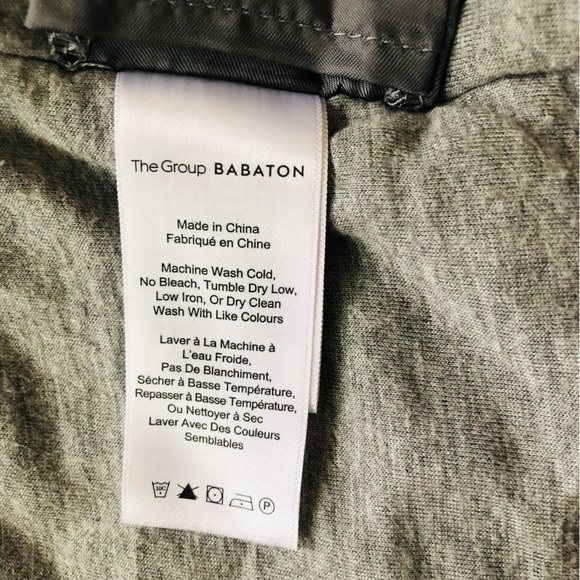 The Group BABATON
Made in China
Fabriqué en Chine
Machine Wash Cold,
No Bleach, Tumble Dry Low,
Low Iron, Or Dry Clean
Wash With Like Colours
Laver à La Machine à
L'eau Froide,
Pas De Blanchiment,
Sécher à Basse Température,
Repasser à Basse Température,
Ou Nettoyer à Sec
Laver Avec Des Couleurs
Semblables
30C P